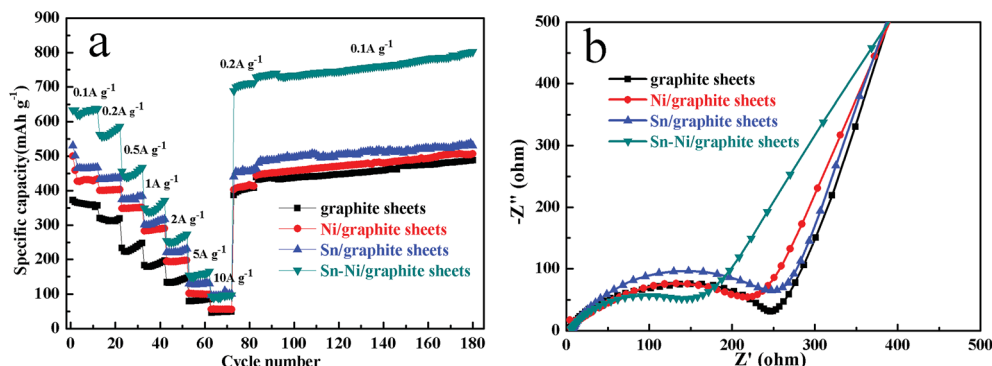 a
900
800
700
600
500
400
300
200
100
0
Specific capacity(mAh g⁻¹)
0.1A g⁻¹
0.2A g⁻¹
0.5A g⁻¹
1A g⁻¹
2A g⁻¹
5A g⁻¹
10A g⁻¹
0.2A g⁻¹
0.1A g⁻¹
graphite sheets
Ni/graphite sheets
Sn/graphite sheets
Sn-Ni/graphite sheets
0 20 40 60 80 100 120 140 160 180
Cycle number
b
500
400
300
200
100
0
-Z'' (ohm)
graphite sheets
Ni/graphite sheets
Sn/graphite sheets
Sn-Ni/graphite sheets
0 100 200 300 400 500
Z' (ohm)